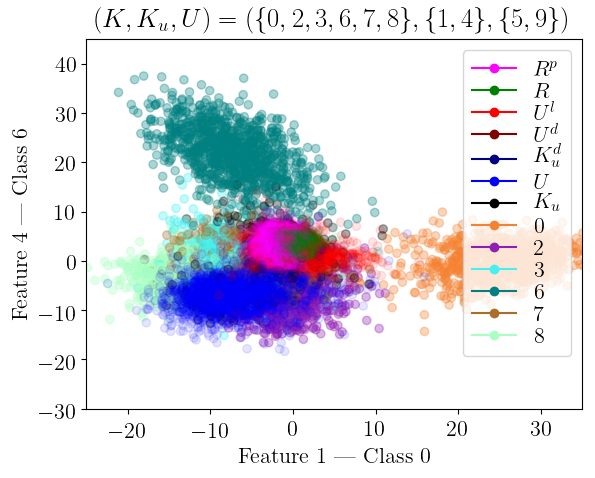 (K, K_u, U) = ({0, 2, 3, 6, 7, 8}, {1, 4}, {5, 9})
40
30
20
10
0
−10
−20
−30
Feature 4 — Class 6
R^p
R
U^l
U^d
K_u^d
U
K_u
0
2
3
6
7
8
−20
−10
0
10
20
30
Feature 1 — Class 0